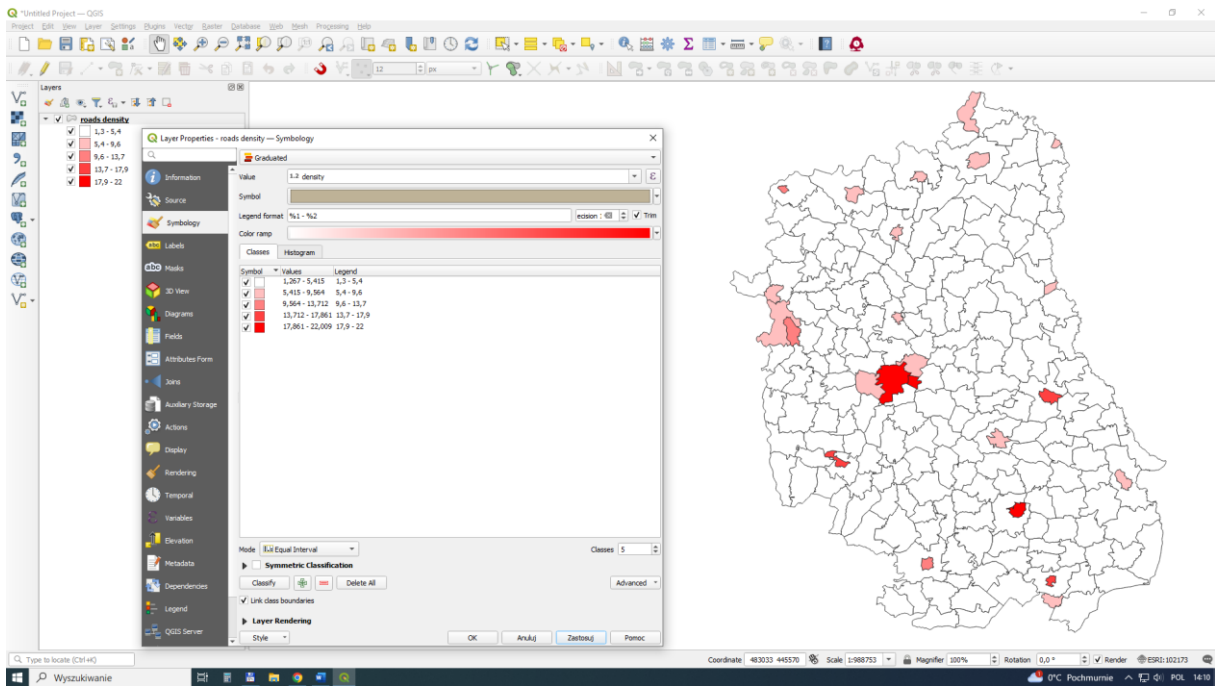 *Untitled Project — QGIS
Project Edit View Layer Settings Plugins Vector Raster Database Web Mesh Processing Help
12 px
Layers
roads density
1,3 - 5,4
5,4 - 9,6
9,6 - 13,7
13,7 - 17,9
17,9 - 22
Layer Properties - roads density — Symbology
Information
Source
Symbology
abc Labels
abc Masks
3D View
Diagrams
Fields
Attributes Form
Joins
Auxiliary Storage
Actions
Display
Rendering
Temporal
Variables
Elevation
Metadata
Dependencies
Legend
QGIS Server
Graduated
Value 1.2 density ε
Symbol
Legend format %1 - %2 ecision : Trim
Color ramp
Classes Histogram
Symbol Values Legend
1,267 - 5,415 1,3 - 5,4
5,415 - 9,564 5,4 - 9,6
9,564 - 13,712 9,6 - 13,7
13,712 - 17,861 13,7 - 17,9
17,861 - 22,009 17,9 - 22
Mode Equal Interval Classes 5
Symmetric Classification
Classify Delete All Advanced
Link class boundaries
Layer Rendering
Style OK Anuluj Zastosuj Pomoc
Type to locate (Ctrl+K) Coordinate 483033 445570 Scale 1:988753 Magnifier 100% Rotation 0,0 ° Render ESRI:102173
Wyszukiwanie 0°C Pochmurnie POL 14:10